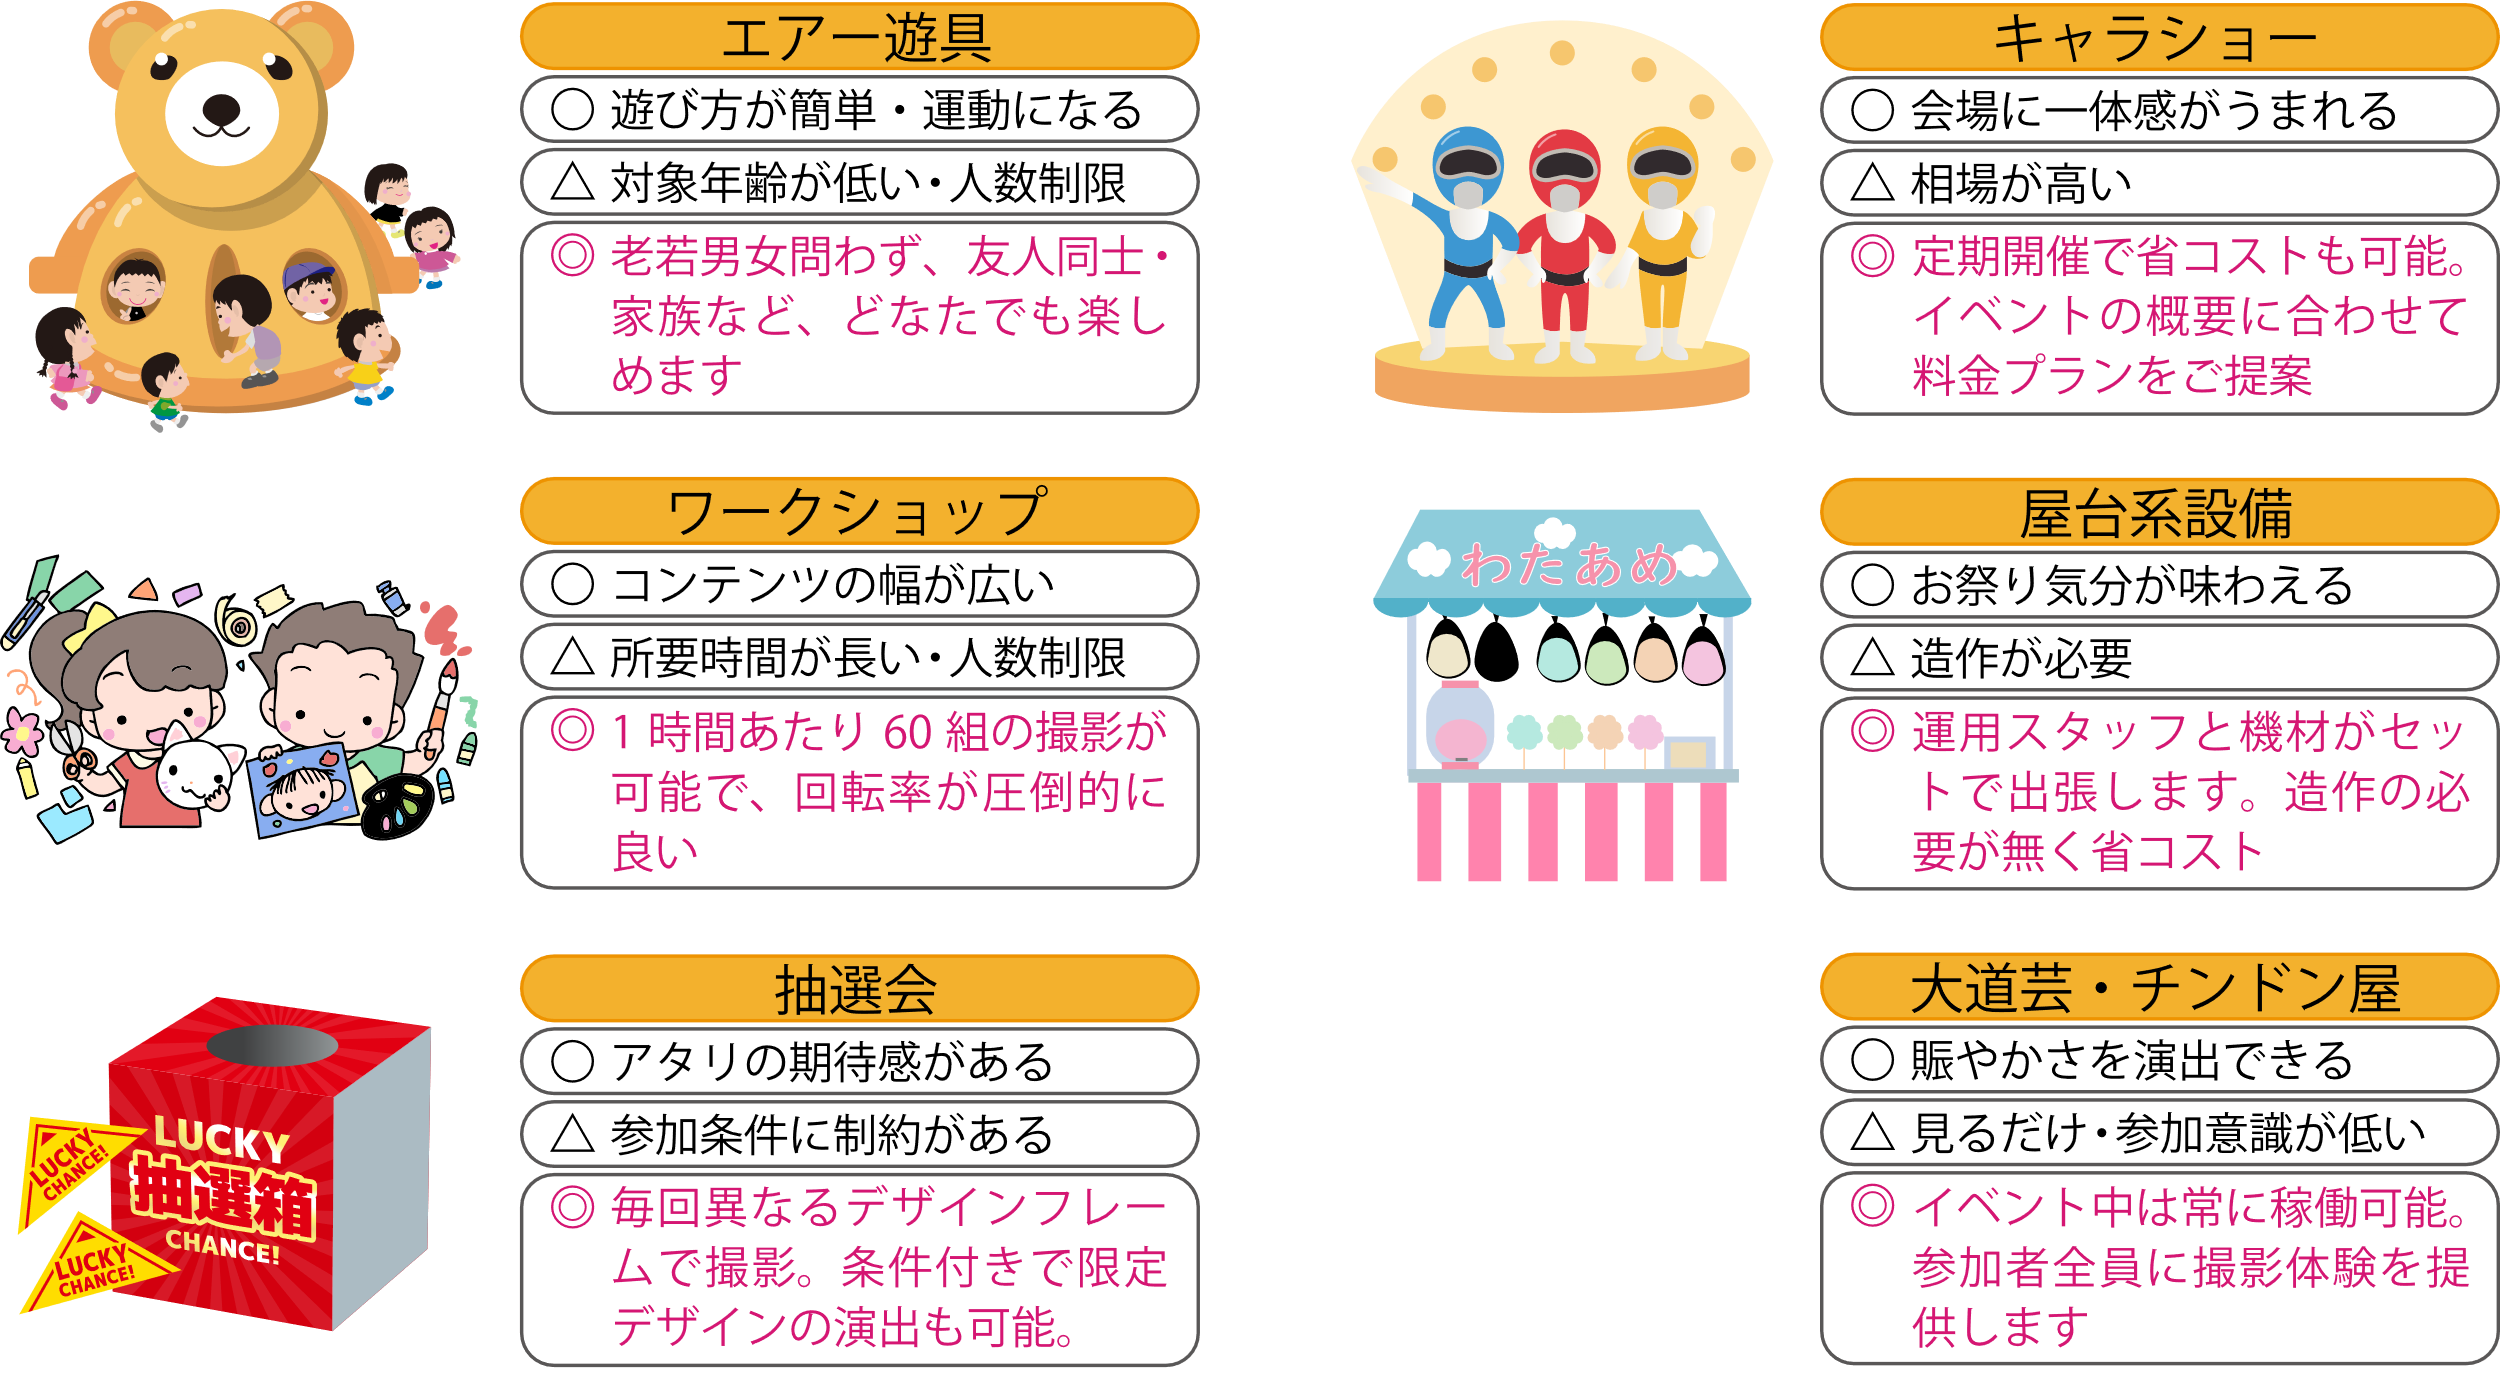 エアー遊具
○ 遊び方が簡単・運動になる
△ 対象年齢が低い・人数制限
◎ 老若男女問わず、友人同士・
家族など、どなたでも楽し
めます
キャラショー
○ 会場に一体感がうまれる
△ 相場が高い
◎ 定期開催で省コストも可能。
イベントの概要に合わせて
料金プランをご提案
ワークショップ
○ コンテンツの幅が広い
△ 所要時間が長い・人数制限
◎ 1 時間あたり 60 組の撮影が
可能で、回転率が圧倒的に
良い
わたあめ
屋台系設備
○ お祭り気分が味わえる
△ 造作が必要
◎ 運用スタッフと機材がセッ
トで出張します。造作の必
要が無く省コスト
LUCKY
抽選箱
CHANCE!
LUCKY
CHANCE!
LUCKY
CHANCE!
抽選会
○ アタリの期待感がある
△ 参加条件に制約がある
◎ 毎回異なるデザインフレー
ムで撮影。条件付きで限定
デザインの演出も可能。
大道芸・チンドン屋
○ 賑やかさを演出できる
△ 見るだけ・参加意識が低い
◎ イベント中は常に稼働可能。
参加者全員に撮影体験を提
供します